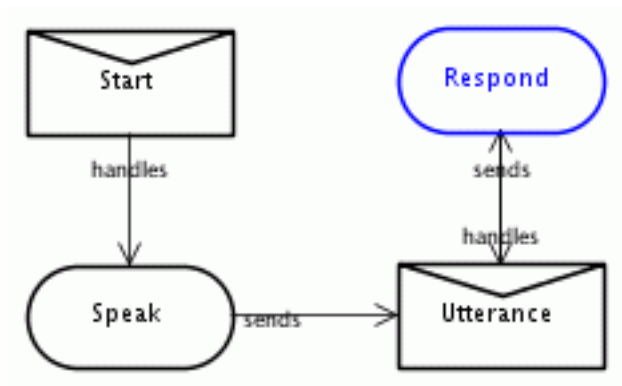 Start
Respond
handles
sends
handles
Speak
sends
Utterance